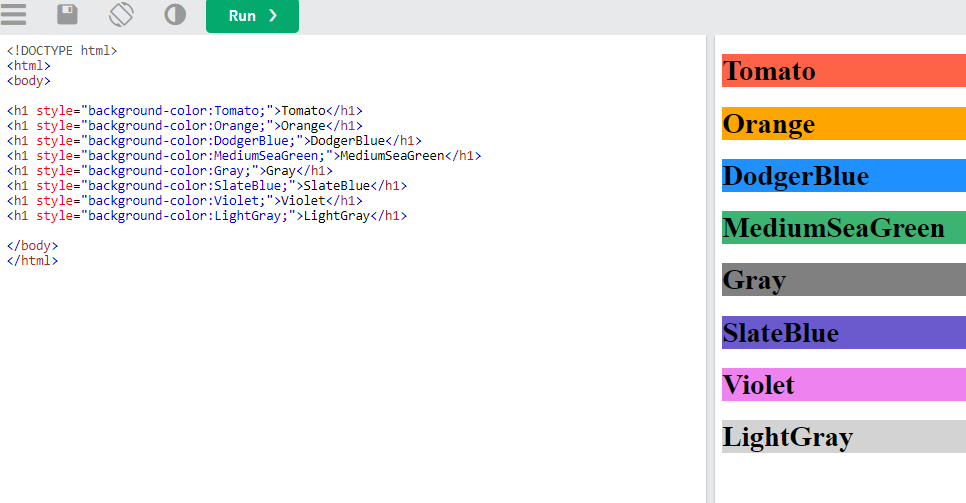 Run ❯
<!DOCTYPE html>
<html>
<body>
<h1 style="background-color:Tomato;">Tomato</h1>
<h1 style="background-color:Orange;">Orange</h1>
<h1 style="background-color:DodgerBlue;">DodgerBlue</h1>
<h1 style="background-color:MediumSeaGreen;">MediumSeaGreen</h1>
<h1 style="background-color:Gray;">Gray</h1>
<h1 style="background-color:SlateBlue;">SlateBlue</h1>
<h1 style="background-color:Violet;">Violet</h1>
<h1 style="background-color:LightGray;">LightGray</h1>
</body>
</html>
Tomato
Orange
DodgerBlue
MediumSeaGreen
Gray
SlateBlue
Violet
LightGray